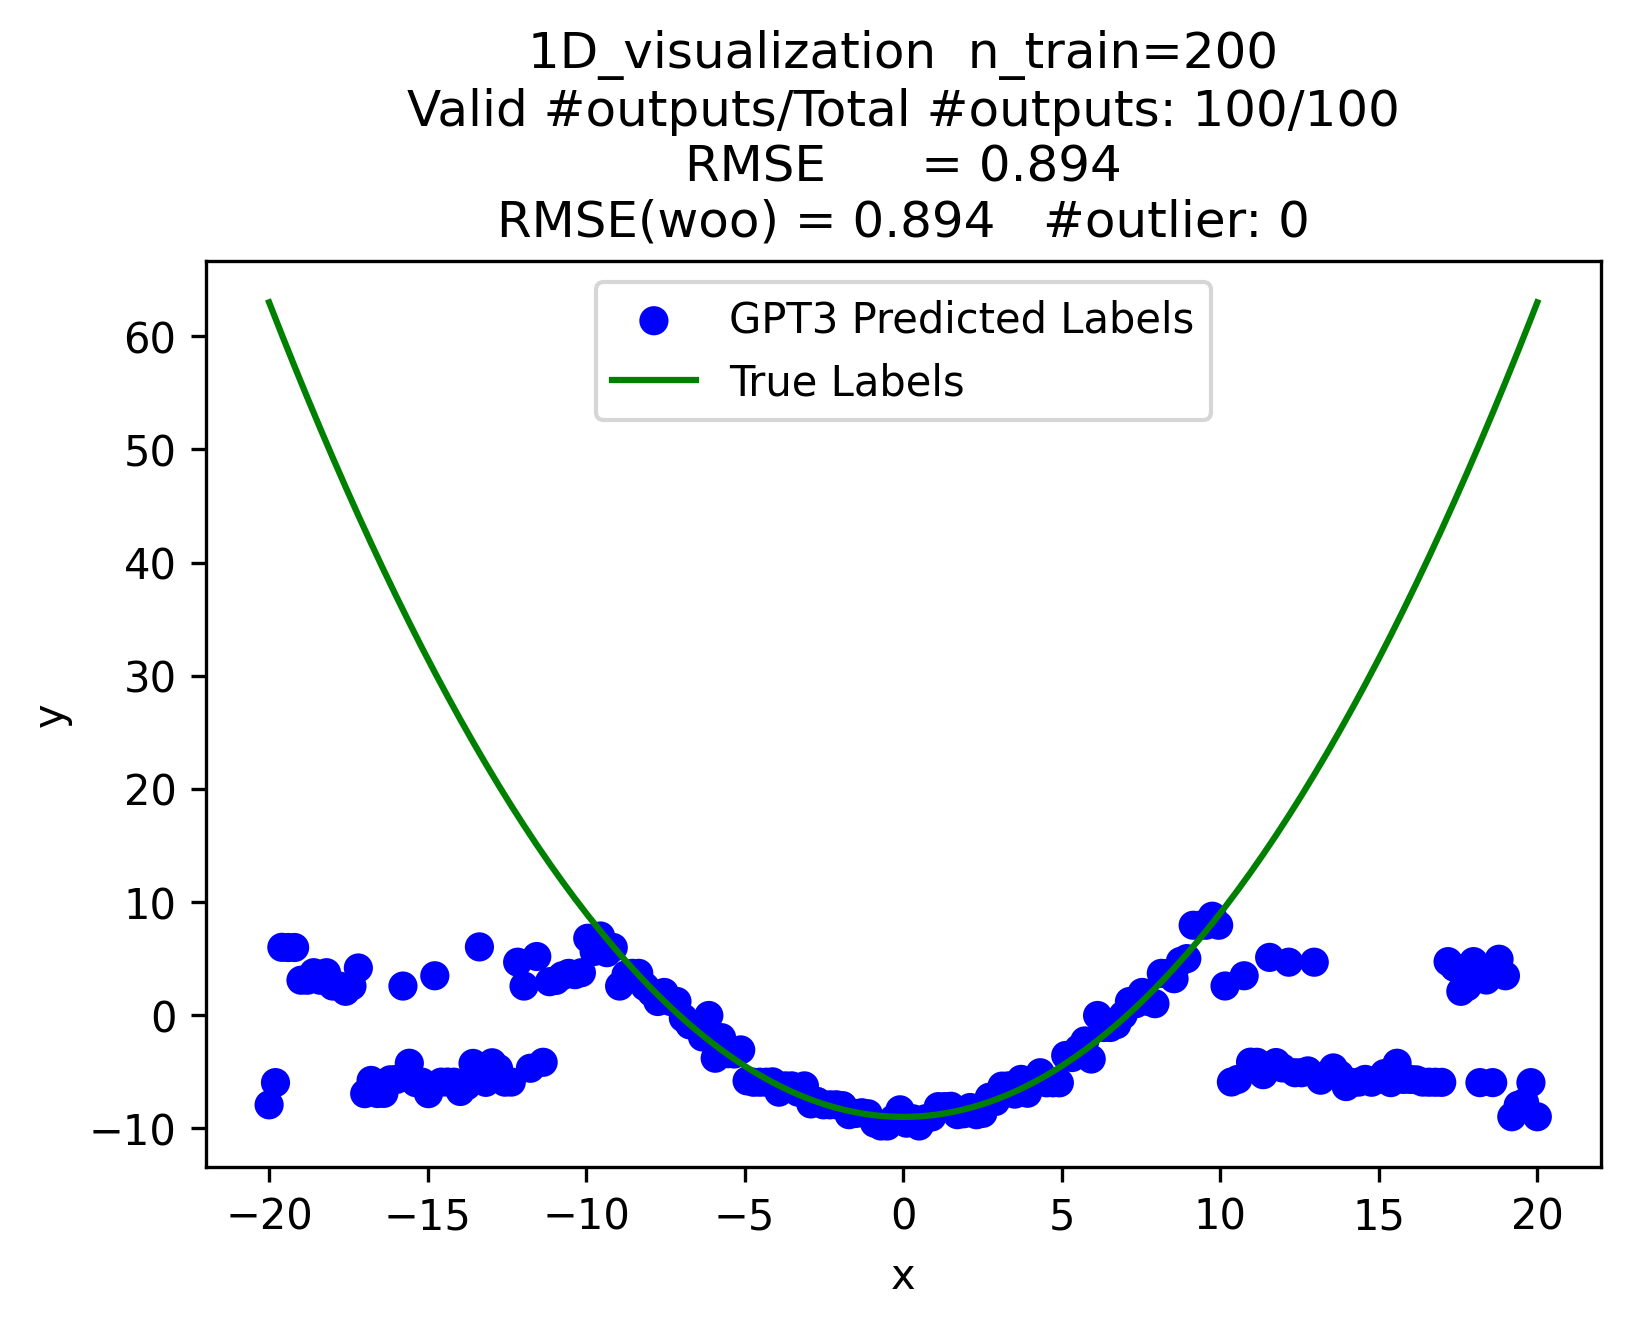 1D_visualization  n_train=200
Valid #outputs/Total #outputs: 100/100
RMSE      = 0.894
RMSE(woo) = 0.894   #outlier: 0
GPT3 Predicted Labels
True Labels
60
50
40
30
20
10
0
−10
y
−20 −15 −10 −5 0 5 10 15 20
x